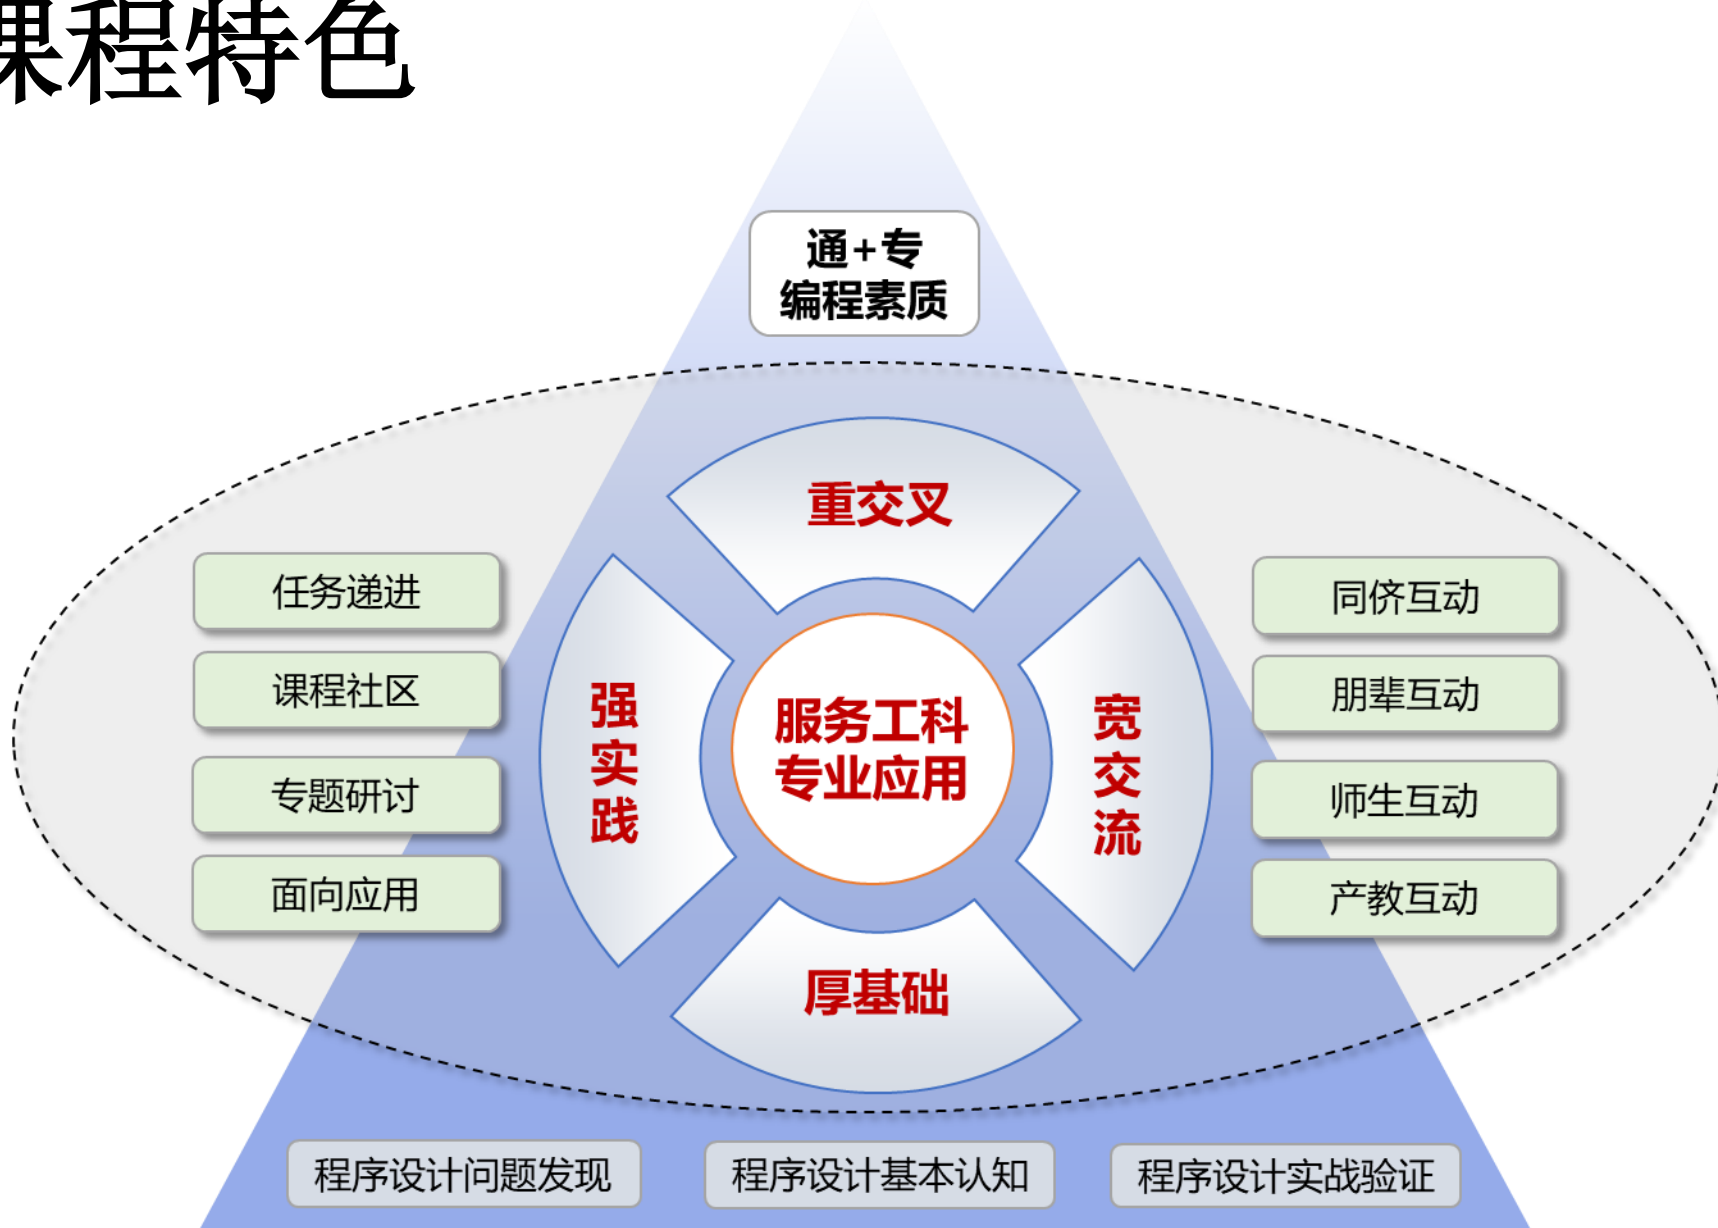 课程特色
通+专
编程素质
重交叉
任务递进
课程社区
专题研讨
面向应用
强
实
践
服务工科
专业应用
宽
交
流
同侪互动
朋辈互动
师生互动
产教互动
厚基础
程序设计问题发现
程序设计基本认知
程序设计实战验证